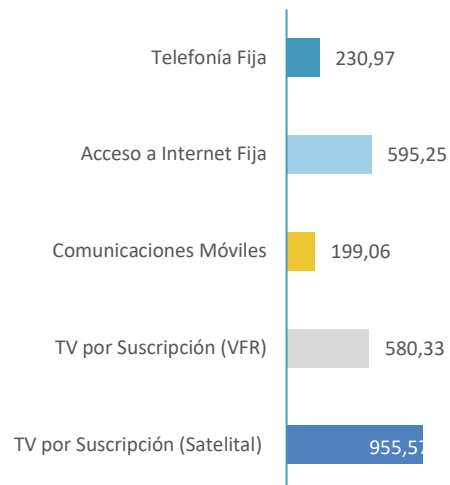 Telefonía Fija 230,97
Acceso a Internet Fija 595,25
Comunicaciones Móviles 199,06
TV por Suscripción (VFR) 580,33
TV por Suscripción (Satelital) 955,57